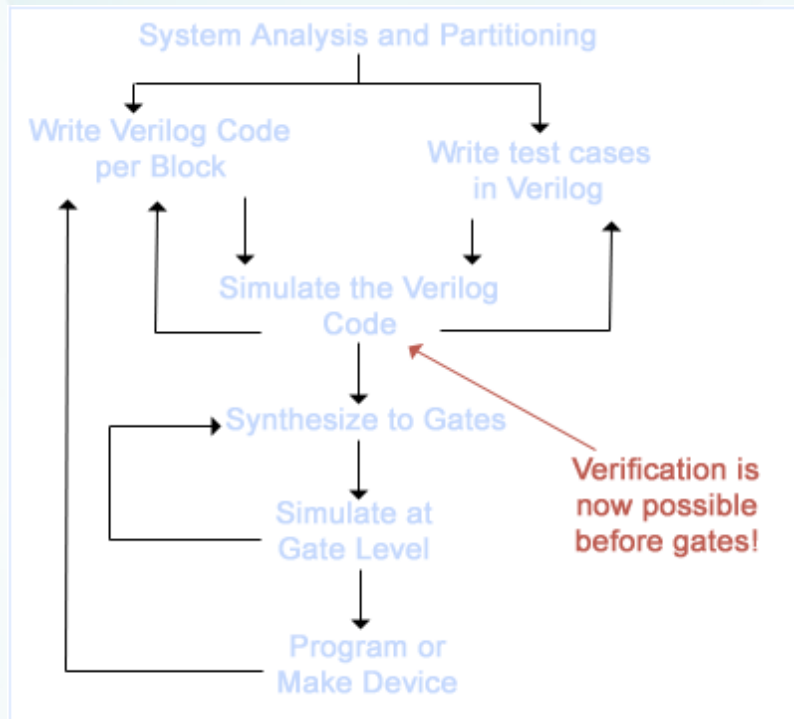 System Analysis and Partitioning
Write Verilog Code
per Block
Write test cases
in Verilog
Simulate the Verilog
Code
Synthesize to Gates
Simulate at
Gate Level
Verification is
now possible
before gates!
Program or
Make Device